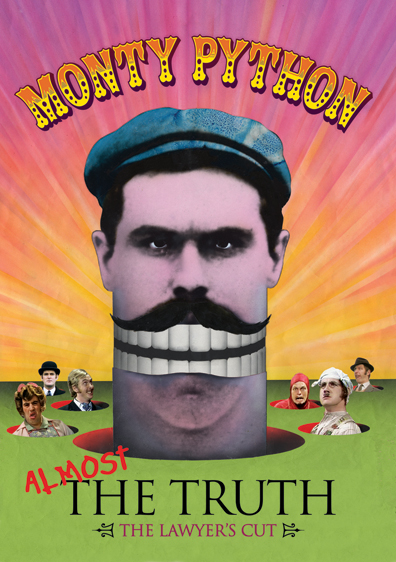 MONTY PYTHON
ALMOST
THE TRUTH
THE LAWYER'S CUT